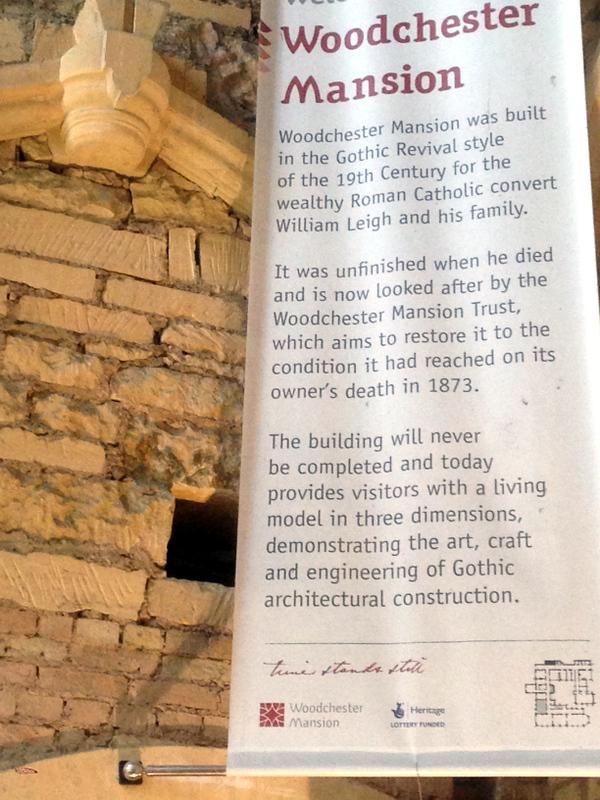 Woodchester
Mansion
Woodchester Mansion was built
in the Gothic Revival style
of the 19th Century for the
wealthy Roman Catholic convert
William Leigh and his family.
It was unfinished when he died
and is now looked after by the
Woodchester Mansion Trust,
which aims to restore it to the
condition it had reached on its
owner's death in 1873.
The building will never
be completed and today
provides visitors with a living
model in three dimensions,
demonstrating the art, craft
and engineering of Gothic
architectural construction.
time stands still
Woodchester
Mansion
Heritage
LOTTERY FUNDED